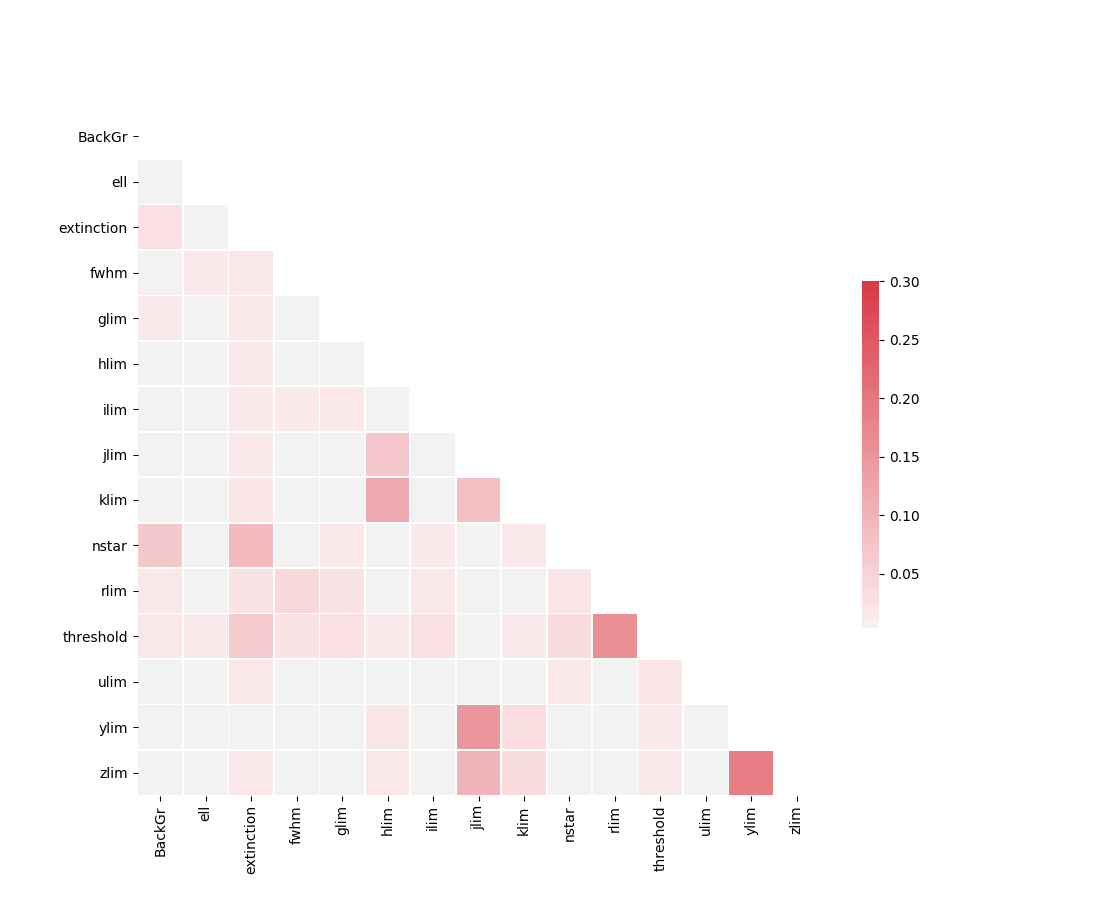 BackGr
ell
extinction
fwhm
glim
hlim
ilim
jlim
klim
nstar
rlim
threshold
ulim
ylim
zlim
BackGr
ell
extinction
fwhm
glim
hlim
ilim
jlim
klim
nstar
rlim
threshold
ulim
ylim
zlim
0.30
0.25
0.20
0.15
0.10
0.05